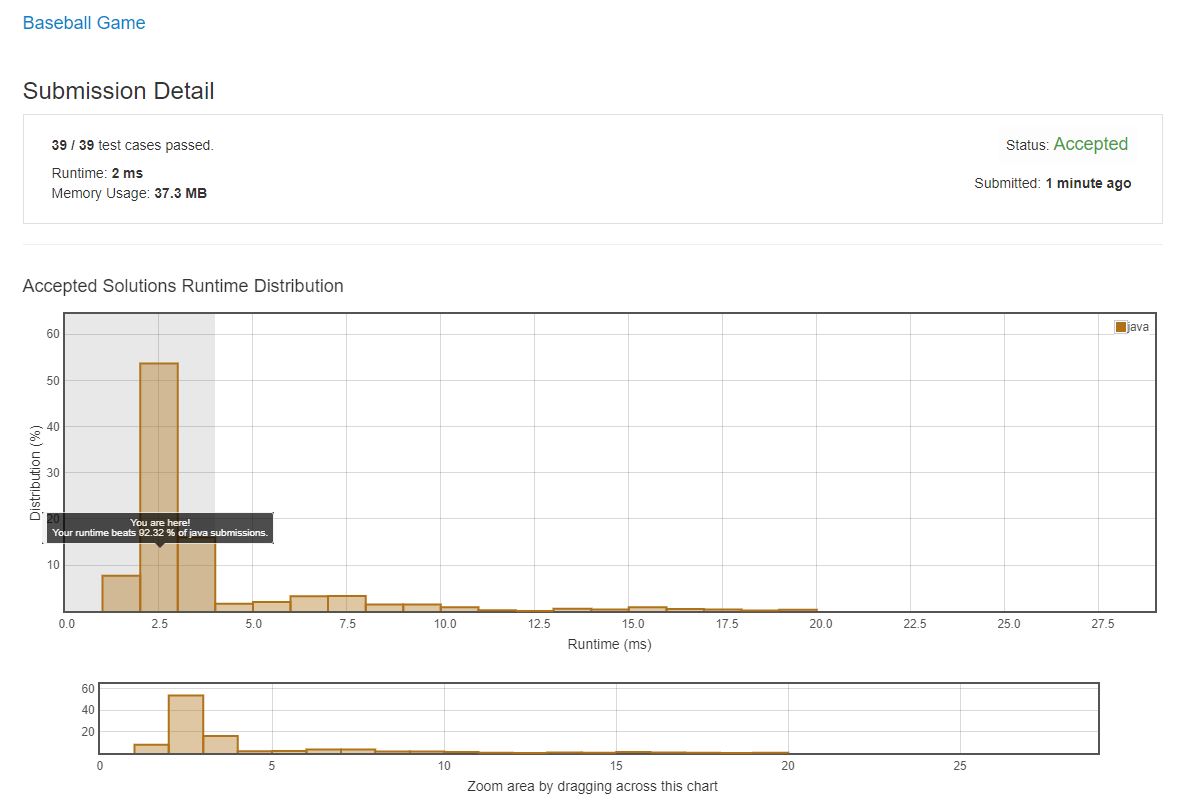 Baseball Game
Submission Detail
39 / 39 test cases passed.
Status: Accepted
Runtime: 2 ms
Submitted: 1 minute ago
Memory Usage: 37.3 MB
Accepted Solutions Runtime Distribution
java
60
50
40
30
20
10
Distribution (%)
You are here!
Your runtime beats 92.32 % of java submissions.
0.0 2.5 5.0 7.5 10.0 12.5 15.0 17.5 20.0 22.5 25.0 27.5
Runtime (ms)
60
40
20
0 5 10 15 20 25
Zoom area by dragging across this chart